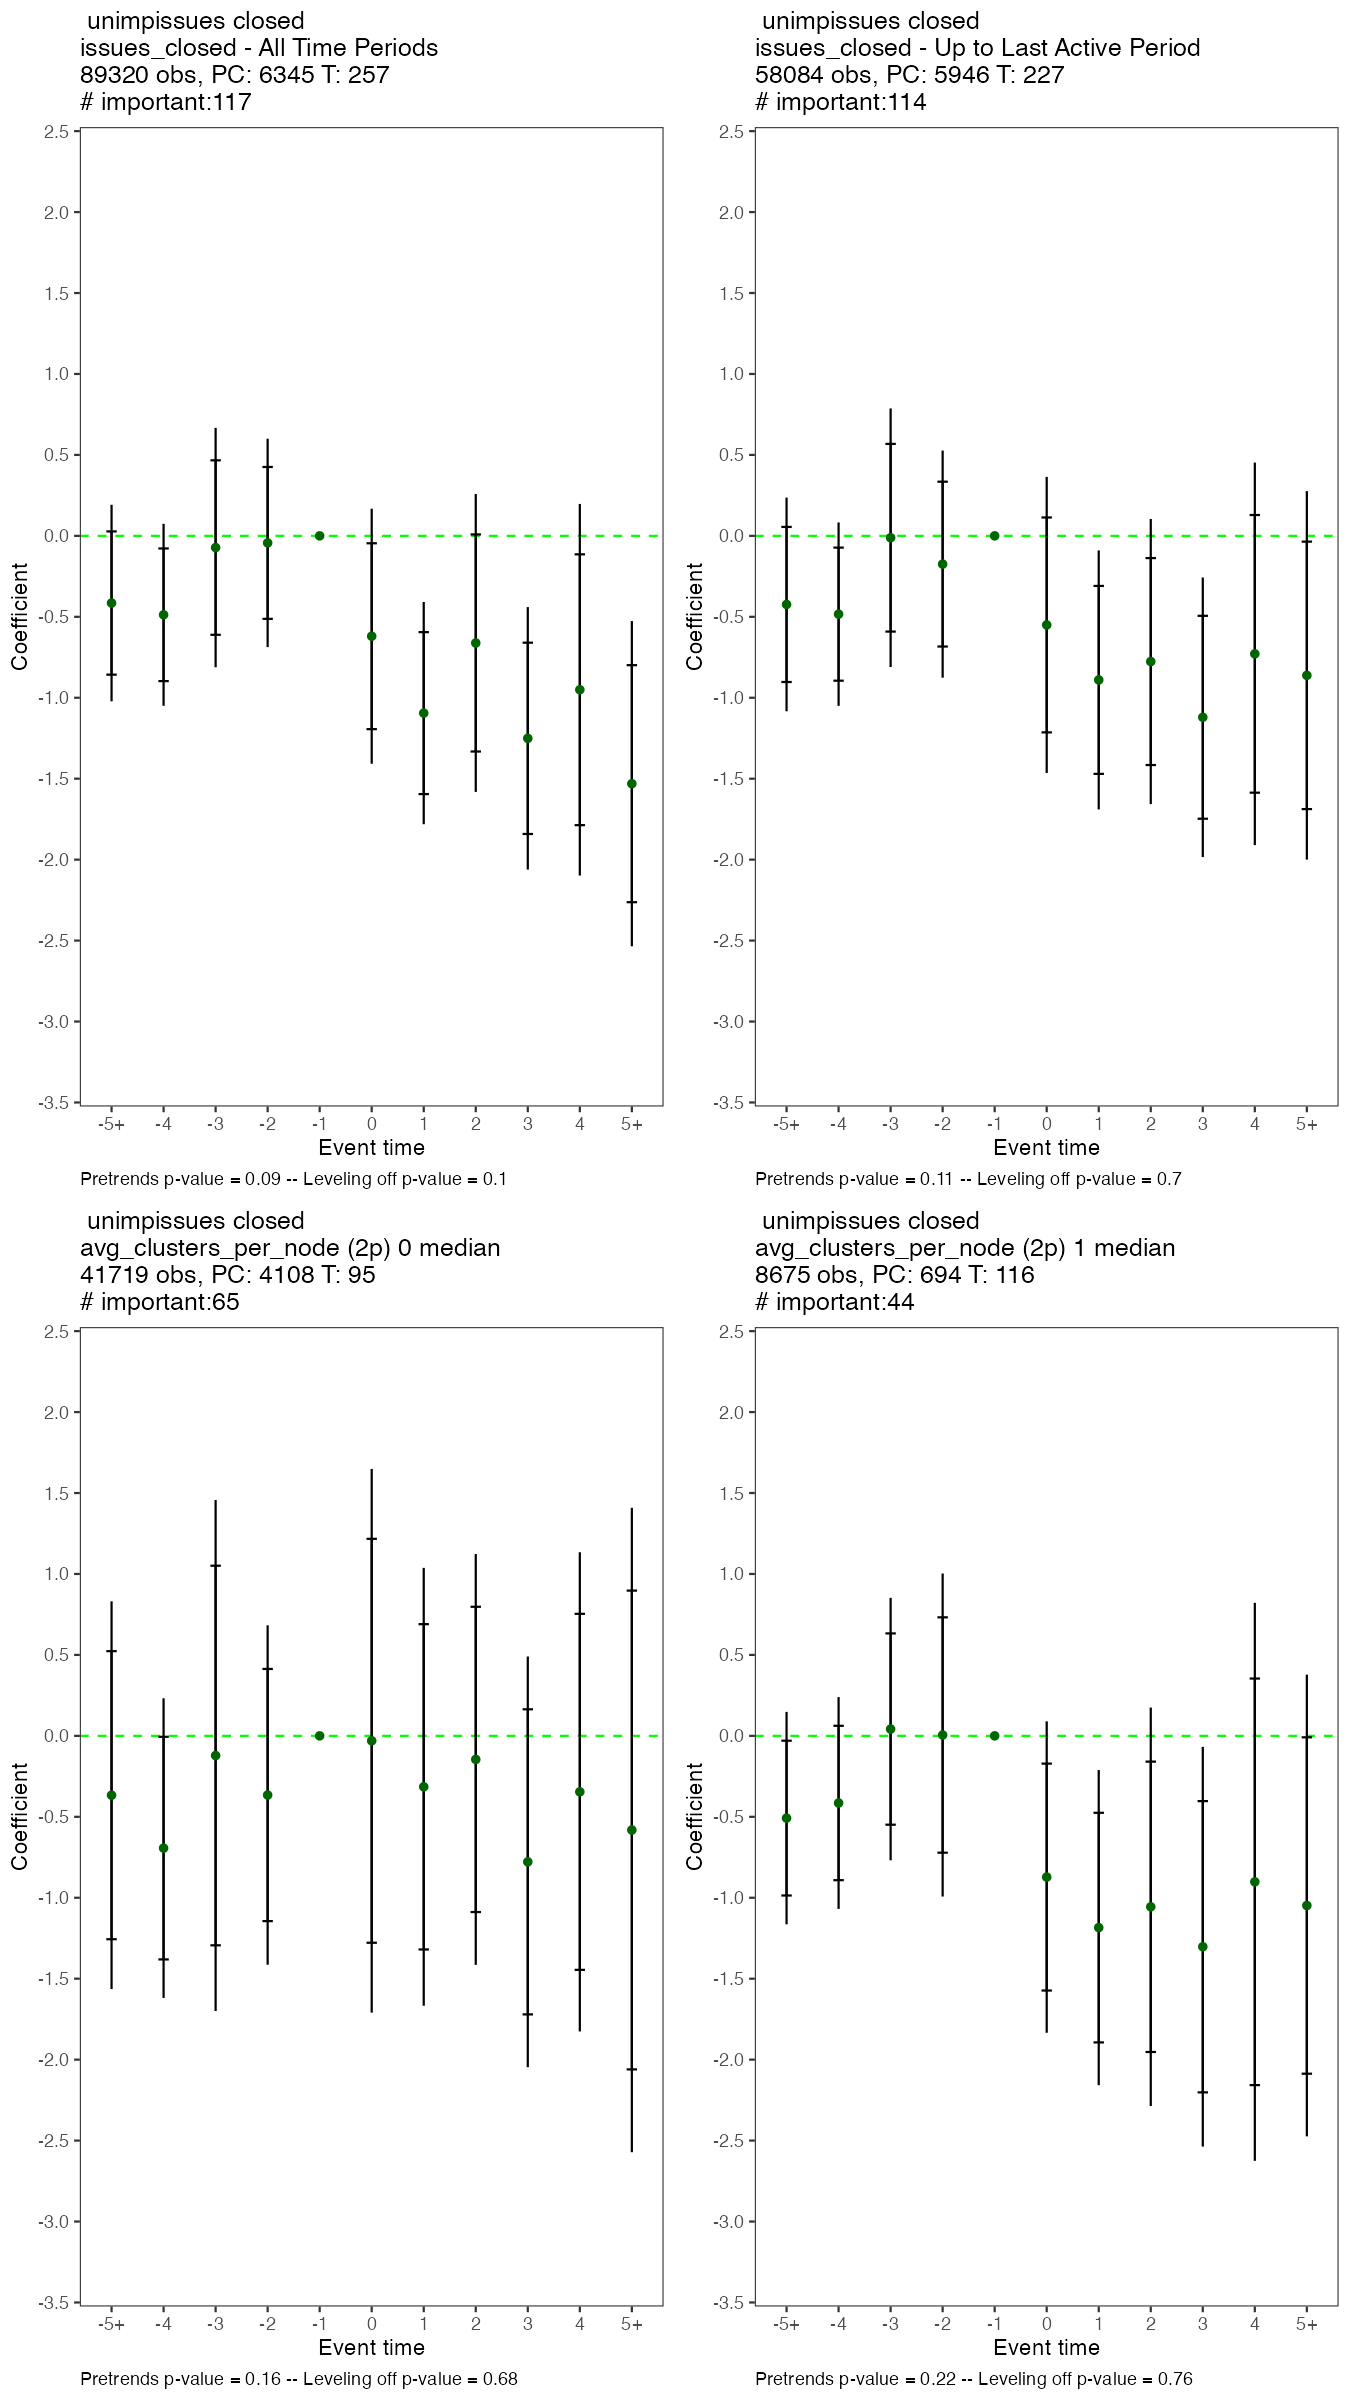 unimpissues closed
issues_closed - All Time Periods
89320 obs, PC: 6345 T: 257
# important:117
2.5
2.0
1.5
1.0
0.5
0.0
-0.5
-1.0
-1.5
-2.0
-2.5
-3.0
-3.5
Coefficient
-5+ -4 -3 -2 -1 0 1 2 3 4 5+
Event time
Pretrends p-value = 0.09 -- Leveling off p-value = 0.1
unimpissues closed
issues_closed - Up to Last Active Period
58084 obs, PC: 5946 T: 227
# important:114
2.5
2.0
1.5
1.0
0.5
0.0
-0.5
-1.0
-1.5
-2.0
-2.5
-3.0
-3.5
Coefficient
-5+ -4 -3 -2 -1 0 1 2 3 4 5+
Event time
Pretrends p-value = 0.11 -- Leveling off p-value = 0.7
unimpissues closed
avg_clusters_per_node (2p) 0 median
41719 obs, PC: 4108 T: 95
# important:65
2.5
2.0
1.5
1.0
0.5
0.0
-0.5
-1.0
-1.5
-2.0
-2.5
-3.0
-3.5
Coefficient
-5+ -4 -3 -2 -1 0 1 2 3 4 5+
Event time
Pretrends p-value = 0.16 -- Leveling off p-value = 0.68
unimpissues closed
avg_clusters_per_node (2p) 1 median
8675 obs, PC: 694 T: 116
# important:44
2.5
2.0
1.5
1.0
0.5
0.0
-0.5
-1.0
-1.5
-2.0
-2.5
-3.0
-3.5
Coefficient
-5+ -4 -3 -2 -1 0 1 2 3 4 5+
Event time
Pretrends p-value = 0.22 -- Leveling off p-value = 0.76